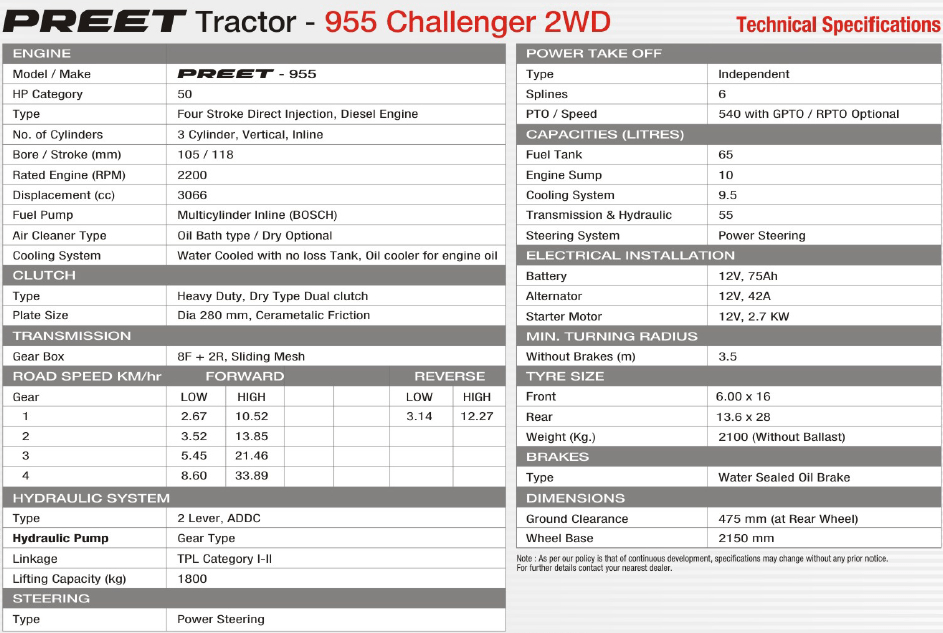 PREET Tractor - 955 Challenger 2WD
Technical Specifications
ENGINE
Model / Make PREET - 955
HP Category 50
Type Four Stroke Direct Injection, Diesel Engine
No. of Cylinders 3 Cylinder, Vertical, Inline
Bore / Stroke (mm) 105 / 118
Rated Engine (RPM) 2200
Displacement (cc) 3066
Fuel Pump Multicylinder Inline (BOSCH)
Air Cleaner Type Oil Bath type / Dry Optional
Cooling System Water Cooled with no loss Tank, Oil cooler for engine oil
CLUTCH
Type Heavy Duty, Dry Type Dual clutch
Plate Size Dia 280 mm, Cerametalic Friction
TRANSMISSION
Gear Box 8F + 2R, Sliding Mesh
ROAD SPEED KM/hr FORWARD REVERSE
Gear LOW HIGH LOW HIGH
1 2.67 10.52 3.14 12.27
2 3.52 13.85
3 5.45 21.46
4 8.60 33.89
HYDRAULIC SYSTEM
Type 2 Lever, ADDC
Hydraulic Pump Gear Type
Linkage TPL Category I-II
Lifting Capacity (kg) 1800
STEERING
Type Power Steering
POWER TAKE OFF
Type Independent
Splines 6
PTO / Speed 540 with GPTO / RPTO Optional
CAPACITIES (LITRES)
Fuel Tank 65
Engine Sump 10
Cooling System 9.5
Transmission & Hydraulic 55
Steering System Power Steering
ELECTRICAL INSTALLATION
Battery 12V, 75Ah
Alternator 12V, 42A
Starter Motor 12V, 2.7 KW
MIN. TURNING RADIUS
Without Brakes (m) 3.5
TYRE SIZE
Front 6.00 x 16
Rear 13.6 x 28
Weight (Kg.) 2100 (Without Ballast)
BRAKES
Type Water Sealed Oil Brake
DIMENSIONS
Ground Clearance 475 mm (at Rear Wheel)
Wheel Base 2150 mm
Note : As per our policy is that of continuous development, specifications may change without any prior notice.
For further details contact your nearest dealer.